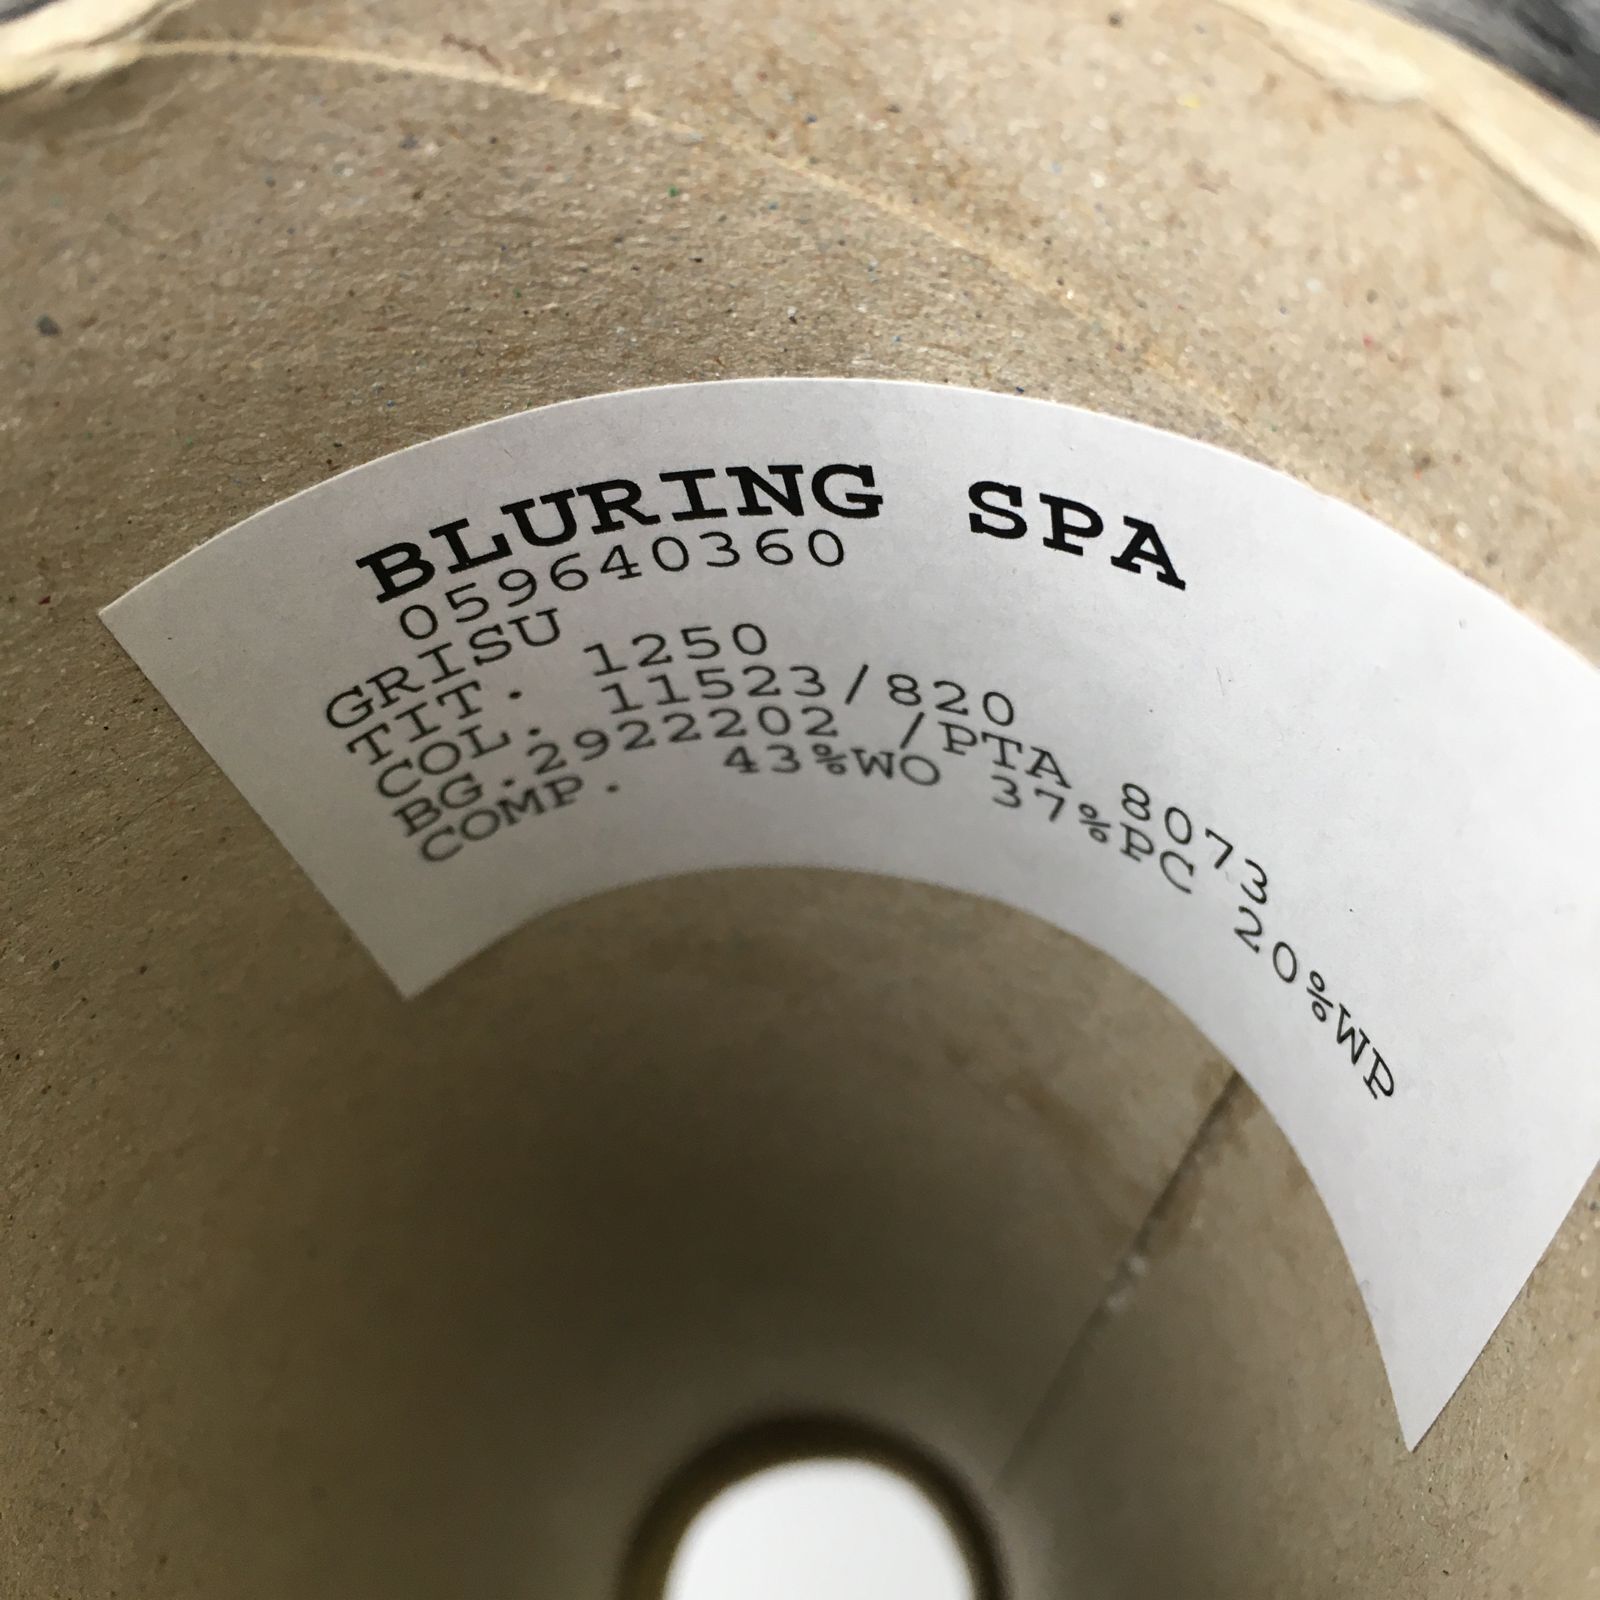 BLURING SPA
059640360
GRISU
TIT. 1250
COL. 11523/820
BG.2922202 /PTA 8073
COMP. 43%WO 37%PC 20%WP